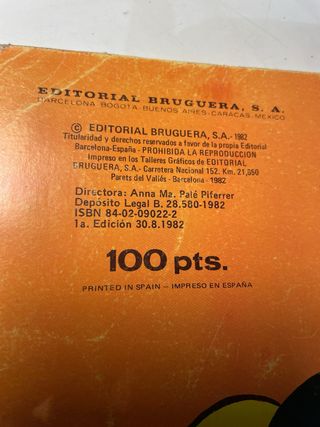 EDITORIAL BRUGUERA, S. A.
BARCELONA·BOGOTA·BUENOS AIRES·CARACAS·MEXICO
© EDITORIAL BRUGUERA, S.A.-1982
Titularidad y derechos reservados a favor de la propia Editorial
Barcelona-España - PROHIBIDA LA REPRODUCCION
Impreso en los Talleres Gráficos de EDITORIAL
BRUGUERA, S.A.- Carretera Nacional 152. Km. 21,650
Parets del Vallés - Barcelona - 1982
Directora: Anna Ma. Palé Piferrer
Depósito Legal B. 28.580-1982
ISBN 84-02-09022-2
1a. Edición 30.8.1982
100 pts.
PRINTED IN SPAIN - IMPRESO EN ESPAÑA